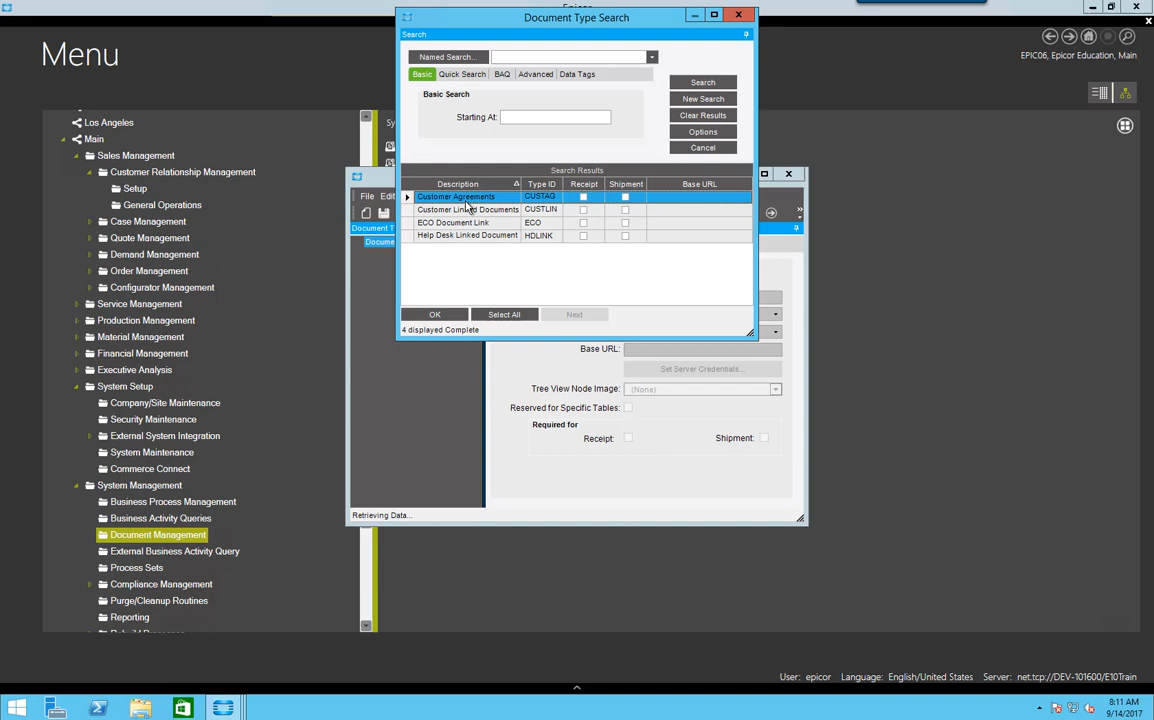 Document Type Search
Menu
EPIC06, Epicor Education, Main
Search
Named Search...
Basic
Quick Search
BAQ
Advanced
Data Tags
Basic Search
Starting At:
Search
New Search
Clear Results
Options
Cancel
Search Results
Description
Type ID
Receipt
Shipment
Base URL
Customer Agreements
CUSTAG
Customer Linked Documents
CUSTLIN
ECO Document Link
ECO
Help Desk Linked Document
HDLINK
OK
Select All
Next
4 displayed Complete
Los Angeles
Main
Sales Management
Customer Relationship Management
Setup
General Operations
Case Management
Quote Management
Demand Management
Order Management
Configurator Management
Service Management
Production Management
Material Management
Financial Management
Executive Analysis
System Setup
Company/Site Maintenance
Security Maintenance
External System Integration
System Maintenance
Commerce Connect
System Management
Business Process Management
Business Activity Queries
Document Management
External Business Activity Query
Process Sets
Compliance Management
Purge/Cleanup Routines
Reporting
Sy
File Edit
Document T
Docume
Base URL:
Set Server Credentials...
Tree View Node Image:
(None)
Reserved for Specific Tables:
Required for
Receipt:
Shipment:
Retrieving Data...
User: epicor Language: English/United States Server: net.tcp://DEV-101600/E10Train
8:11 AM
9/14/2017